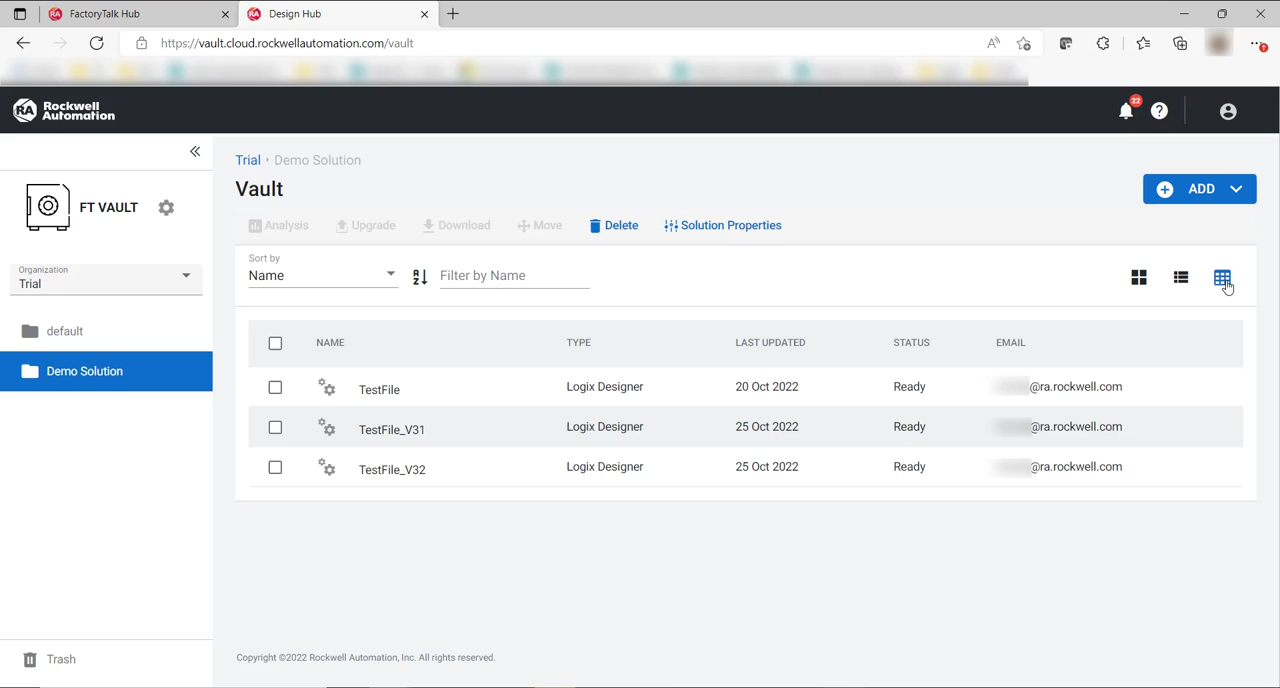 FactoryTalk Hub
Design Hub
https://vault.cloud.rockwellautomation.com/vault
RA Rockwell Automation
22
FT VAULT
Organization
Trial
default
Demo Solution
Trash
Trial › Demo Solution
Vault
ADD
Analysis Upgrade Download Move Delete Solution Properties
Sort by
Name
Filter by Name
NAME TYPE LAST UPDATED STATUS EMAIL
TestFile Logix Designer 20 Oct 2022 Ready @ra.rockwell.com
TestFile_V31 Logix Designer 25 Oct 2022 Ready @ra.rockwell.com
TestFile_V32 Logix Designer 25 Oct 2022 Ready @ra.rockwell.com
Copyright ©2022 Rockwell Automation, Inc. All rights reserved.